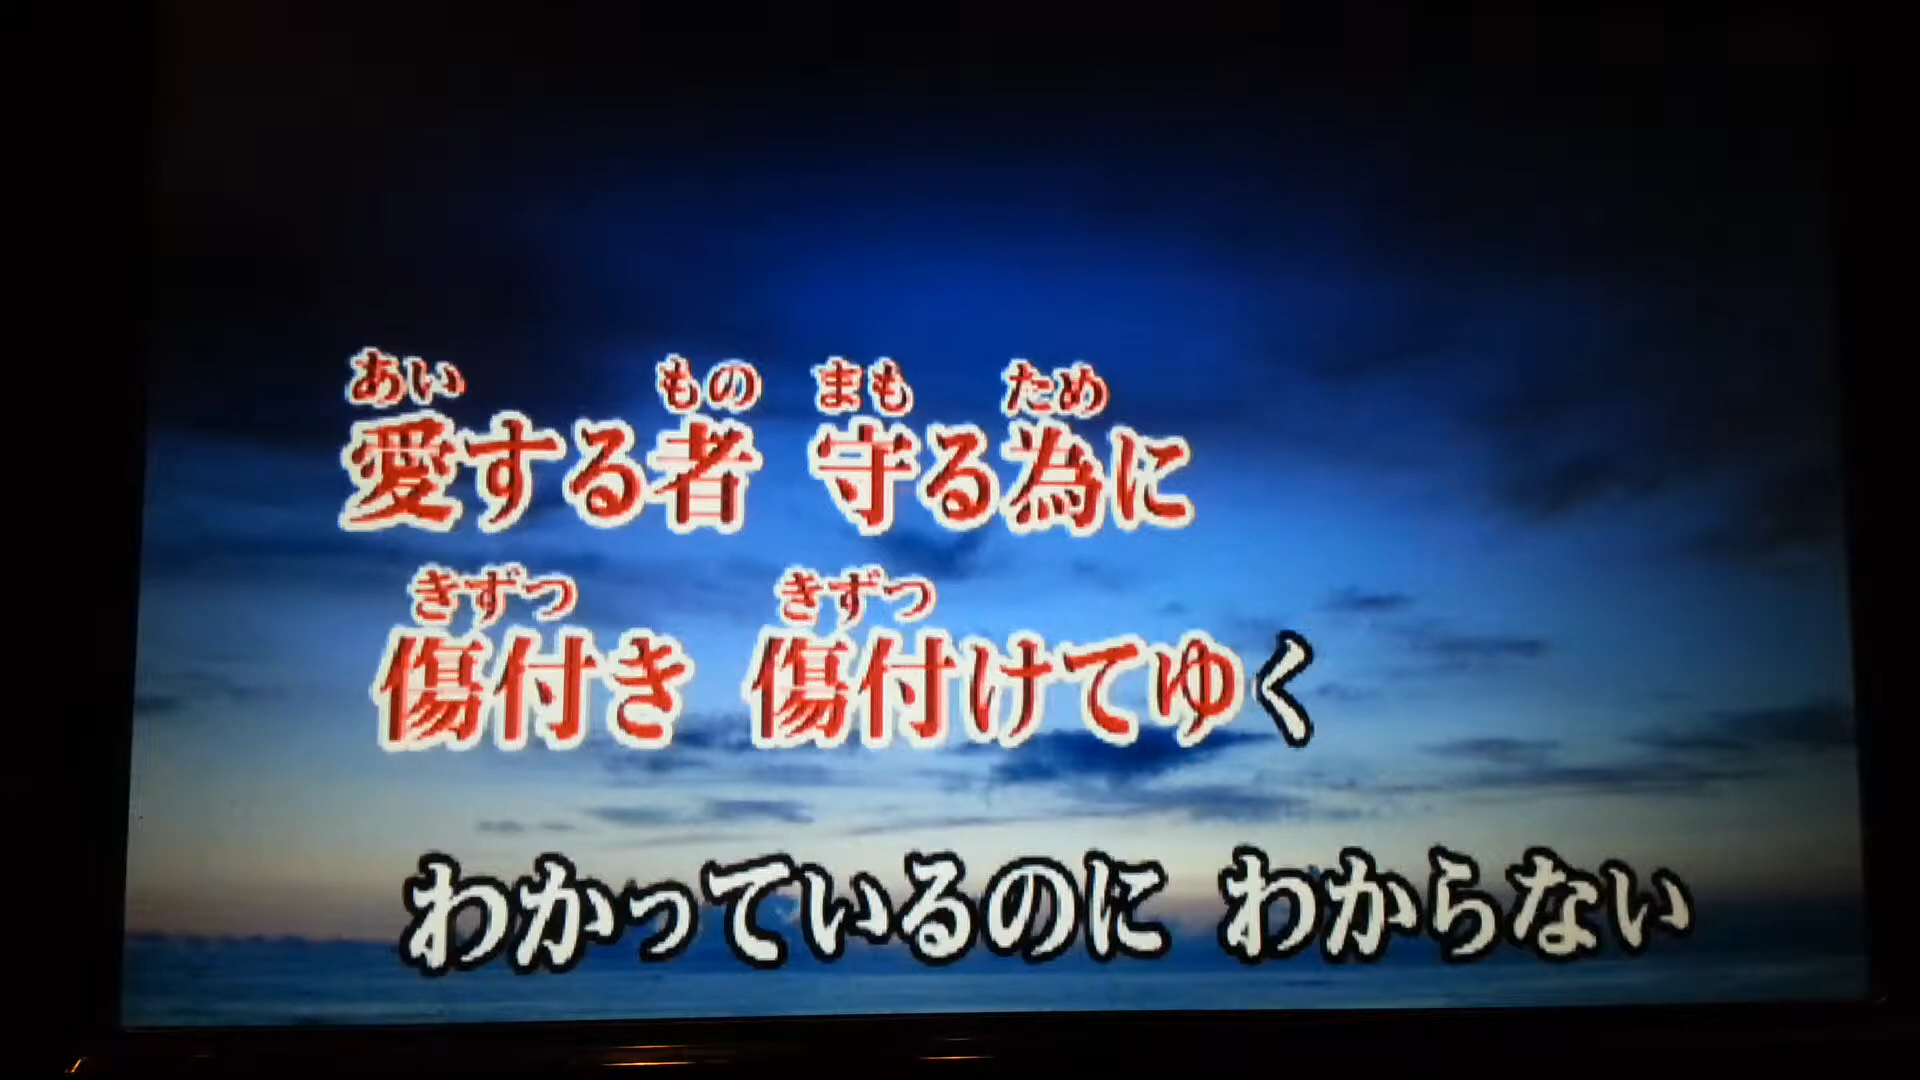 あい もの まも ため
愛する者 守る為に
きずつ きずつ
傷付き 傷付けてゆく
わかっているのに わからない